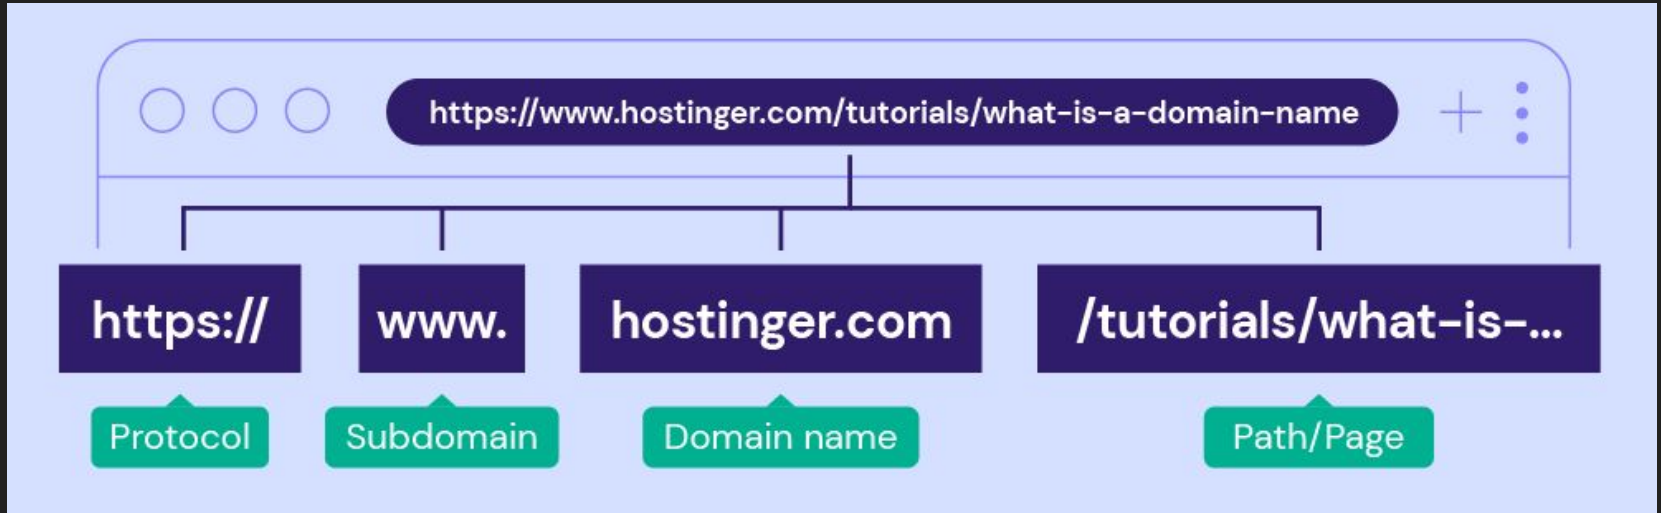 https://www.hostinger.com/tutorials/what-is-a-domain-name
https:// www. hostinger.com /tutorials/what-is-...
Protocol Subdomain Domain name Path/Page